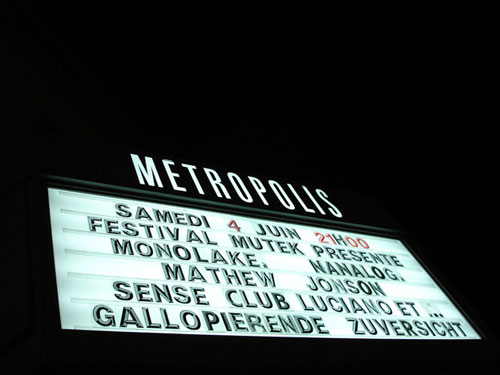 METROPOLIS
SAMEDI 4 JUIN 21H00
FESTIVAL MUTEK PRESENTE
MONOLAKE, NANALOG,
MATHEW JONSON
SENSE CLUB LUCIANO ET ...
GALLOPIERENDE ZUVERSICHT